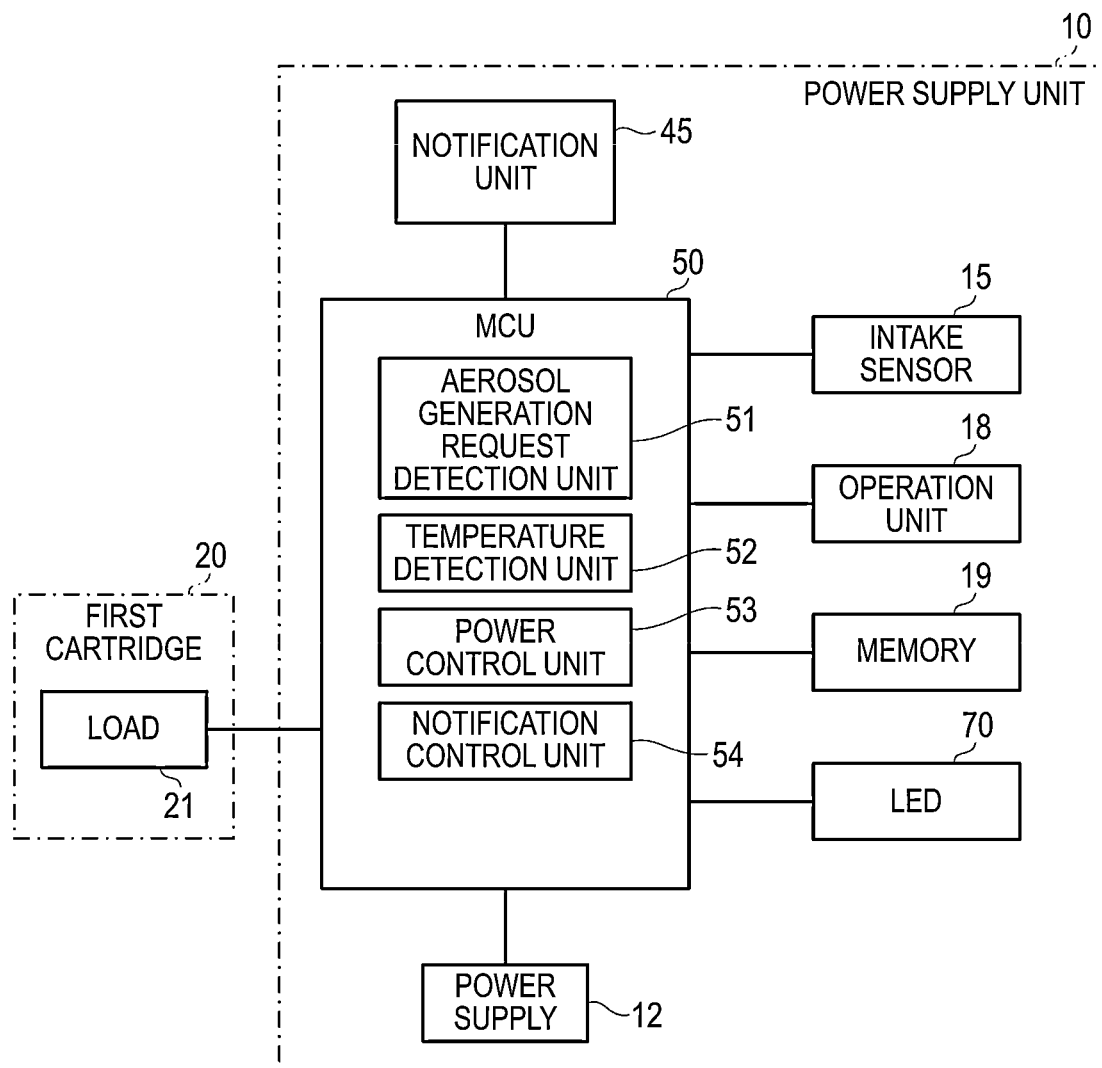 10
POWER SUPPLY UNIT
NOTIFICATION
UNIT
45
50
MCU
AEROSOL
GENERATION
REQUEST
DETECTION UNIT
51
TEMPERATURE
DETECTION UNIT
52
POWER
CONTROL UNIT
53
NOTIFICATION
CONTROL UNIT
54
15
INTAKE
SENSOR
18
OPERATION
UNIT
19
MEMORY
70
LED
20
FIRST
CARTRIDGE
LOAD
21
POWER
SUPPLY
12